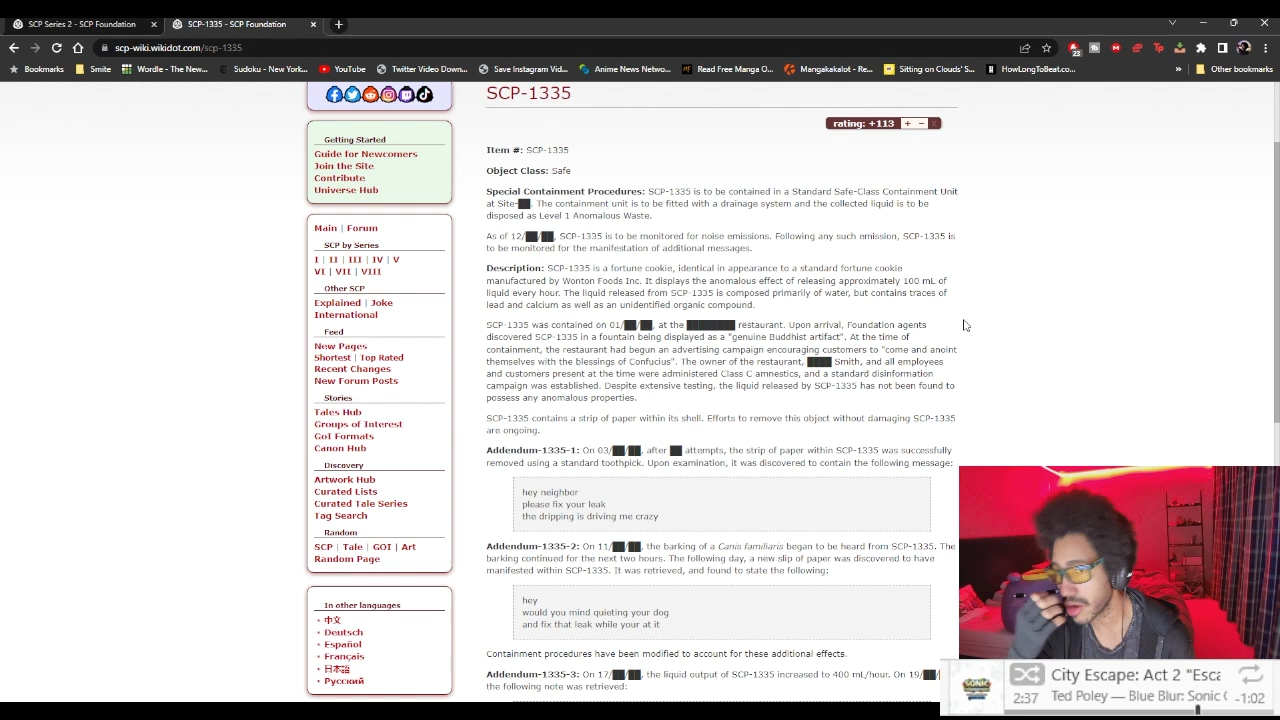 SCP Series 2 - SCP Foundation
SCP-1335 - SCP Foundation
scp-wiki.wikidot.com/scp-1335
23
Bookmarks
Smite
Wordle - The New...
Sudoku - New York...
YouTube
Twitter Video Down...
Save Instagram Vid...
Anime News Netwo...
Read Free Manga O...
Mangakakalot - Re...
Sitting on Clouds' S...
HowLongToBeat.co...
»
Other bookmarks
Getting Started
Guide for Newcomers
Join the Site
Contribute
Universe Hub
Main | Forum
SCP by Series
I | II | III | IV | V
VI | VII | VIII
Other SCP
Explained | Joke
International
Feed
New Pages
Shortest | Top Rated
Recent Changes
New Forum Posts
Stories
Tales Hub
Groups of Interest
GoI Formats
Canon Hub
Discovery
Artwork Hub
Curated Lists
Curated Tale Series
Tag Search
Random
SCP | Tale | GOI | Art
Random Page
In other languages
中文
Deutsch
Español
Français
日本語
Русский
SCP-1335
rating: +113 + – x
Item #: SCP-1335
Object Class: Safe
Special Containment Procedures: SCP-1335 is to be contained in a Standard Safe-Class Containment Unit
at Site-██. The containment unit is to be fitted with a drainage system and the collected liquid is to be
disposed as Level 1 Anomalous Waste.
As of 12/██/██, SCP-1335 is to be monitored for noise emissions. Following any such emission, SCP-1335 is
to be monitored for the manifestation of additional messages.
Description: SCP-1335 is a fortune cookie, identical in appearance to a standard fortune cookie
manufactured by Wonton Foods Inc. It displays the anomalous effect of releasing approximately 100 mL of
liquid every hour. The liquid released from SCP-1335 is composed primarily of water, but contains traces of
lead and calcium as well as an unidentified organic compound.
SCP-1335 was contained on 01/██/██, at the ████████ restaurant. Upon arrival, Foundation agents
discovered SCP-1335 in a fountain being displayed as a "genuine Buddhist artifact". At the time of
containment, the restaurant had begun an advertising campaign encouraging customers to "come and anoint
themselves with the blessings of Confucius". The owner of the restaurant, ████ Smith, and all employees
and customers present at the time were administered Class C amnestics, and a standard disinformation
campaign was established. Despite extensive testing, the liquid released by SCP-1335 has not been found to
possess any anomalous properties.
SCP-1335 contains a strip of paper within its shell. Efforts to remove this object without damaging SCP-1335
are ongoing.
Addendum-1335-1: On 03/██/██, after ██ attempts, the strip of paper within SCP-1335 was successfully
removed using a standard toothpick. Upon examination, it was discovered to contain the following message:
hey neighbor
please fix your leak
the dripping is driving me crazy
Addendum-1335-2: On 11/██/██, the barking of a Canis familiaris began to be heard from SCP-1335. The
barking continued for the next two hours. The following day, a new slip of paper was discovered to have
manifested within SCP-1335. It was retrieved, and found to state the following:
hey
would you mind quieting your dog
and fix that leak while your at it
Containment procedures have been modified to account for these additional effects.
Addendum-1335-3: On 17/██/██, the liquid output of SCP-1335 increased to 400 mL/hour. On 19/██/
the following note was retrieved:
City Escape: Act 2 "Esca
Ted Poley — Blue Blur: Sonic
2:37
-1:02